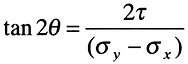 tan 2θ = 2τ / (σ_y − σ_x)